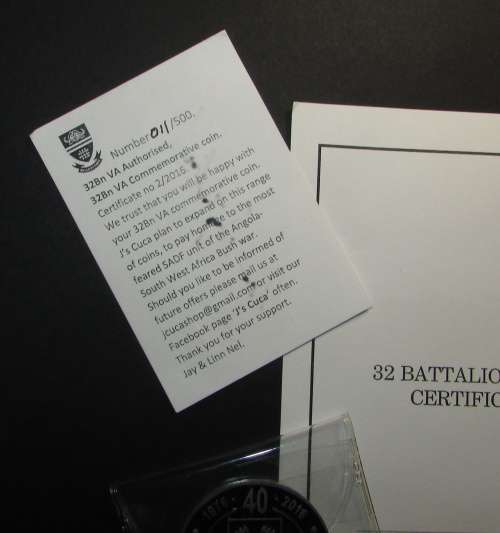 Number 011/500.
32Bn VA Authorised,
32Bn VA Commemorative coin.
Certificate no 2/2016.
We trust that you will be happy with
your 32Bn VA commemorative coin.
J's Cuca plan to expand on this range
of coins, to pay homage to the most
feared SADF unit of the Angola-
South West Africa Bush war.
Should you like to be informed of
future offers please mail us at
jcucashop@gmail.com or visit our
Facebook page 'J's Cuca' often.
Thank you for your support.
Jay & Linn Nel.
32 BATTALIO
CERTIFIC
1976 · 40 · 2016